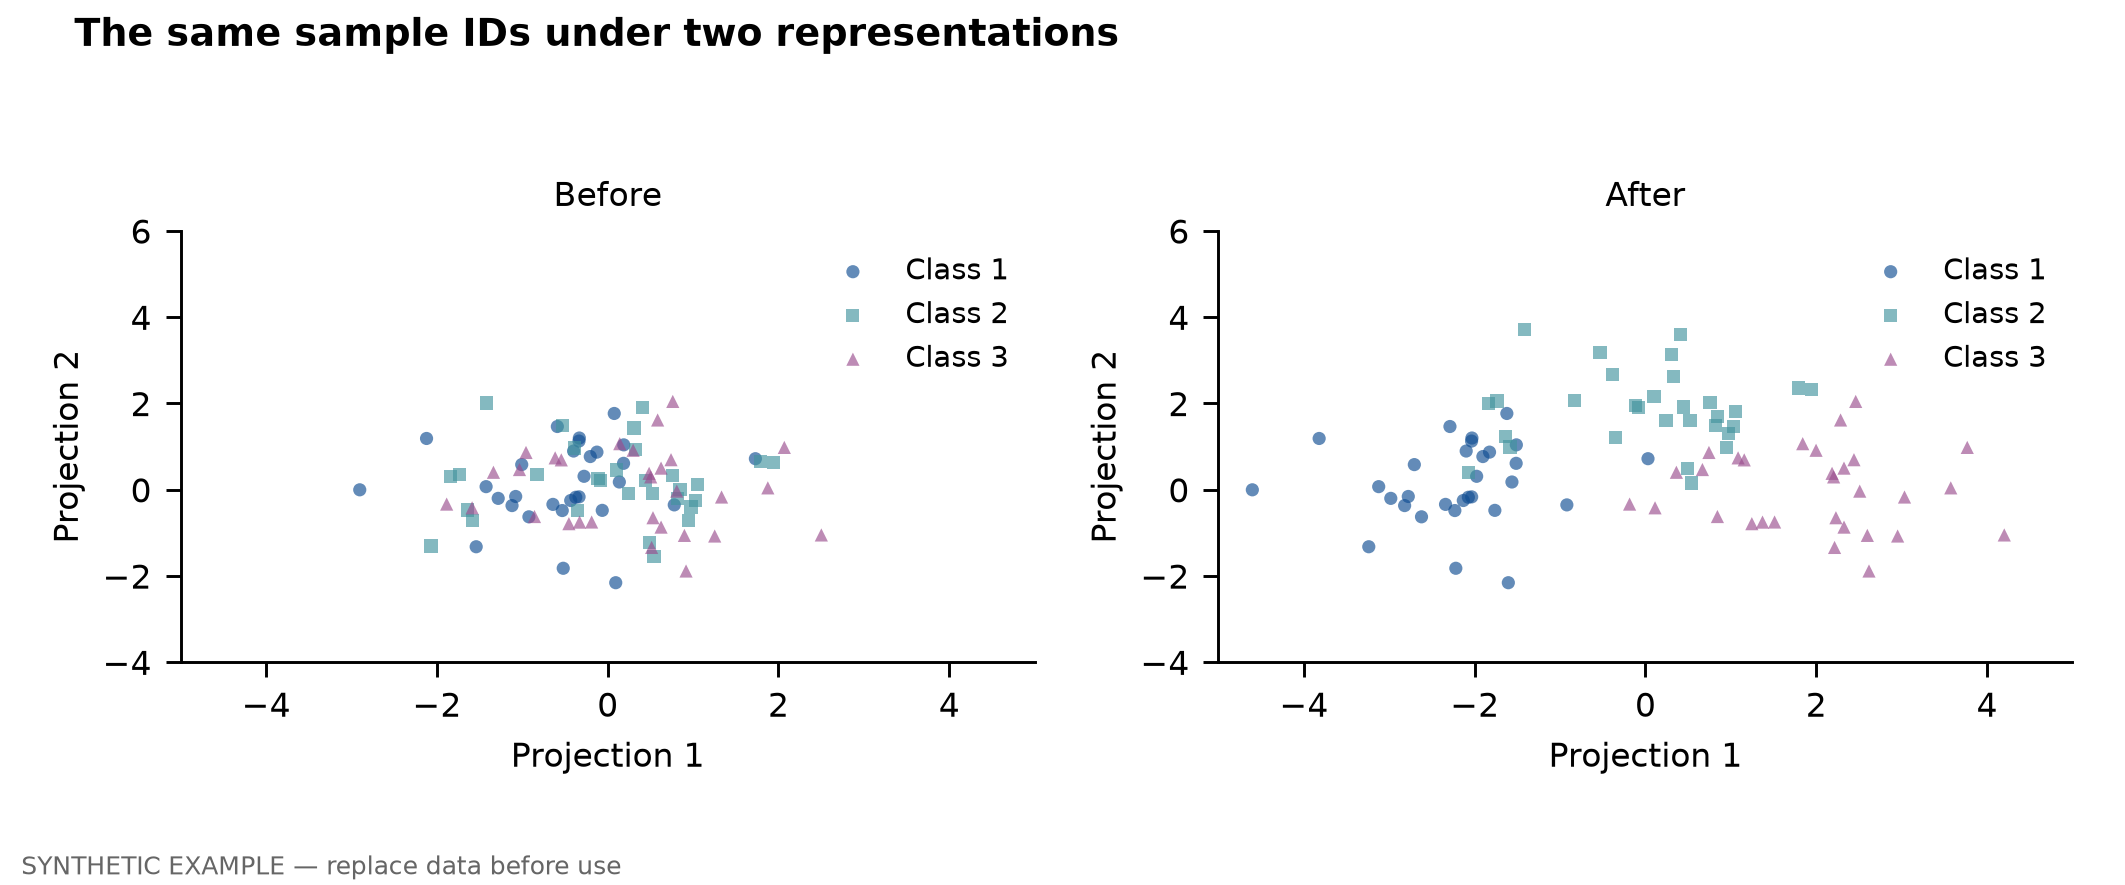 The same sample IDs under two representations
Before
6
4
2
0
−2
−4
Projection 2
Class 1
Class 2
Class 3
−4
−2
0
2
4
Projection 1
After
6
4
2
0
−2
−4
Projection 2
Class 1
Class 2
Class 3
−4
−2
0
2
4
Projection 1
SYNTHETIC EXAMPLE — replace data before use